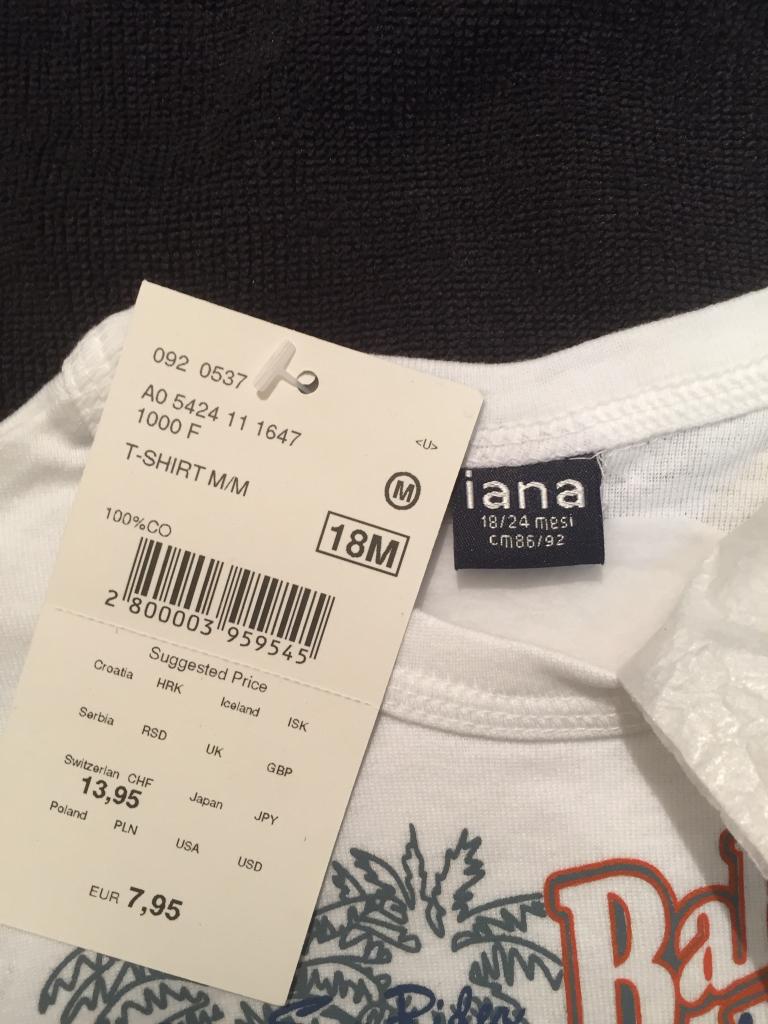 092 0537
A0 5424 11 1647
1000 F
<U>
T-SHIRT M/M
M
100%CO
18M
2 800003 959545
Suggested Price
Croatia HRK Iceland ISK
Serbia RSD UK GBP
Switzerlan CHF
13,95 Japan JPY
Poland PLN USA USD
EUR 7,95
iana
18/24 mesi
cm86/92